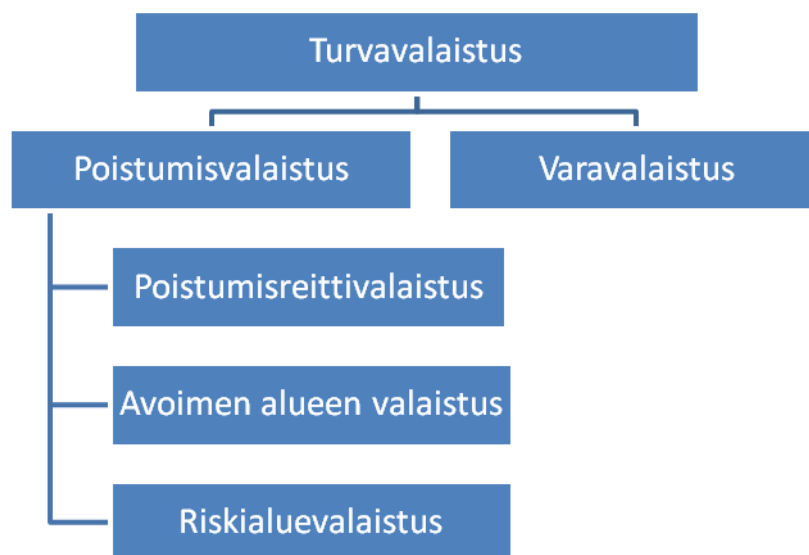 Turvavalaistus
Poistumisvalaistus
Varavalaistus
Poistumisreittivalaistus
Avoimen alueen valaistus
Riskialuevalaistus